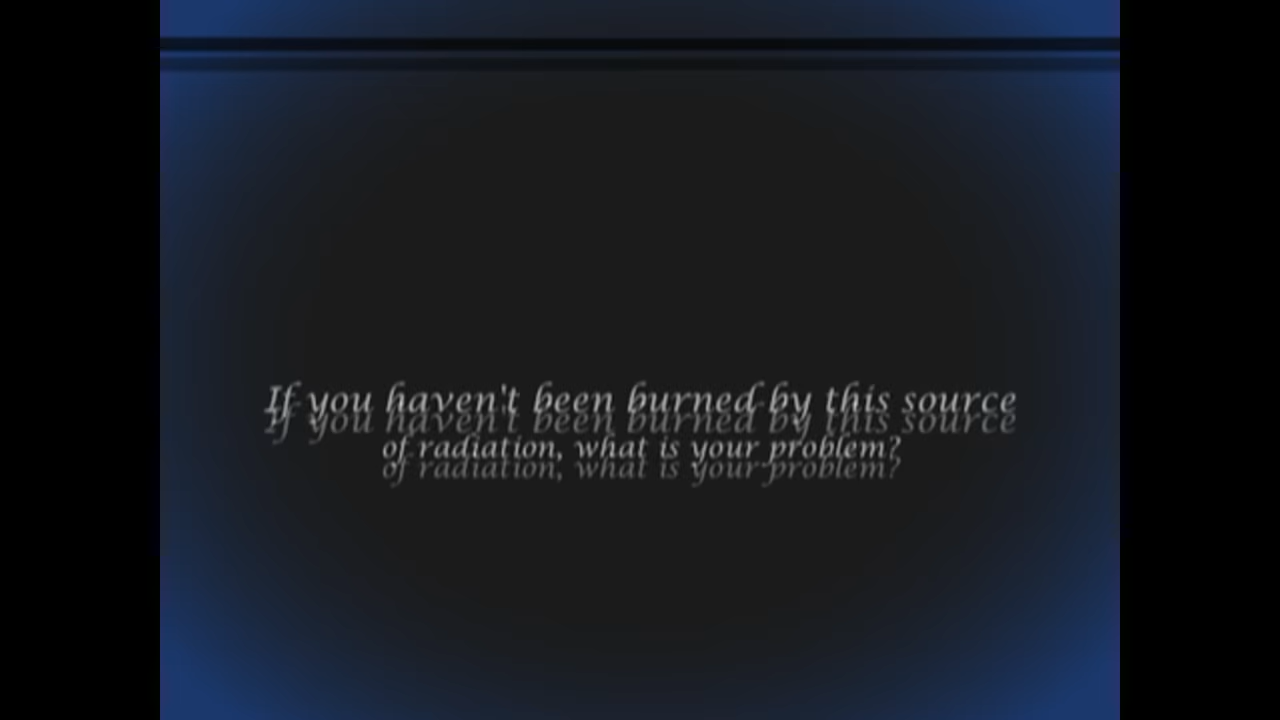 If you haven't been burned by this source
of radiation, what is your problem?